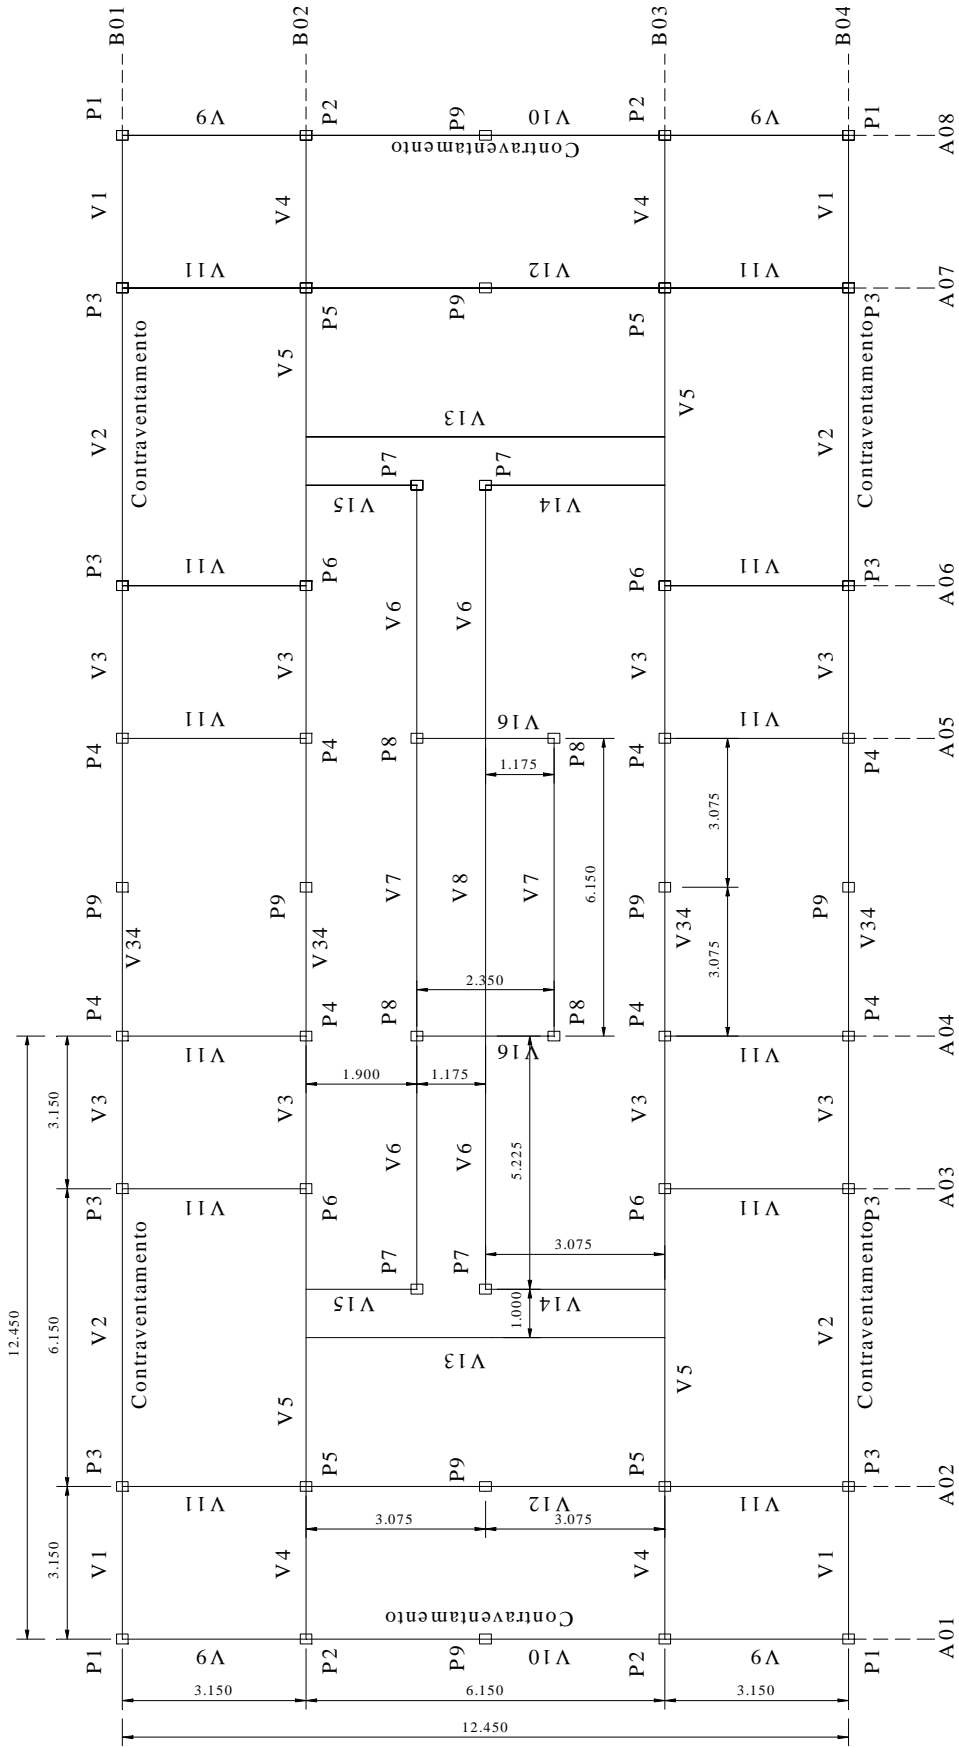 B01
B02
B03
B04
P1
V9
P2
P9
V10
P2
V9
P1
A08
Contraventamento
V1
V4
V4
V1
P3
V11
P5
P9
V12
P5
V11
P3
A07
Contraventamento
V2
V5
V13
V5
V2
Contraventamento
P7
P7
V15
V14
P3
V11
P6
P6
V11
P3
A06
V3
V3
V6
V6
V3
V3
P4
V11
P4
P8
V16
P8
P4
V11
P4
A05
1.175
3.075
P9
P9
V7
V8
V7
6.150
P9
P9
V34
V34
V34
V34
3.075
2.350
P4
V11
P4
P8
V16
P8
P4
V11
P4
A04
1.900
1.175
3.150
V3
V3
V6
V6
5.225
V3
V3
P3
V11
P6
P6
V11
P3
A03
3.075
Contraventamento
P7
P7
V15
V14
1.000
Contraventamento
12.450
6.150
V2
V13
V2
V5
V5
P3
V11
P5
P9
V12
P5
V11
P3
A02
3.075
3.075
3.150
V1
V4
V4
V1
Contraventamento
P1
V9
P2
P9
V10
P2
V9
P1
A01
3.150
6.150
3.150
12.450